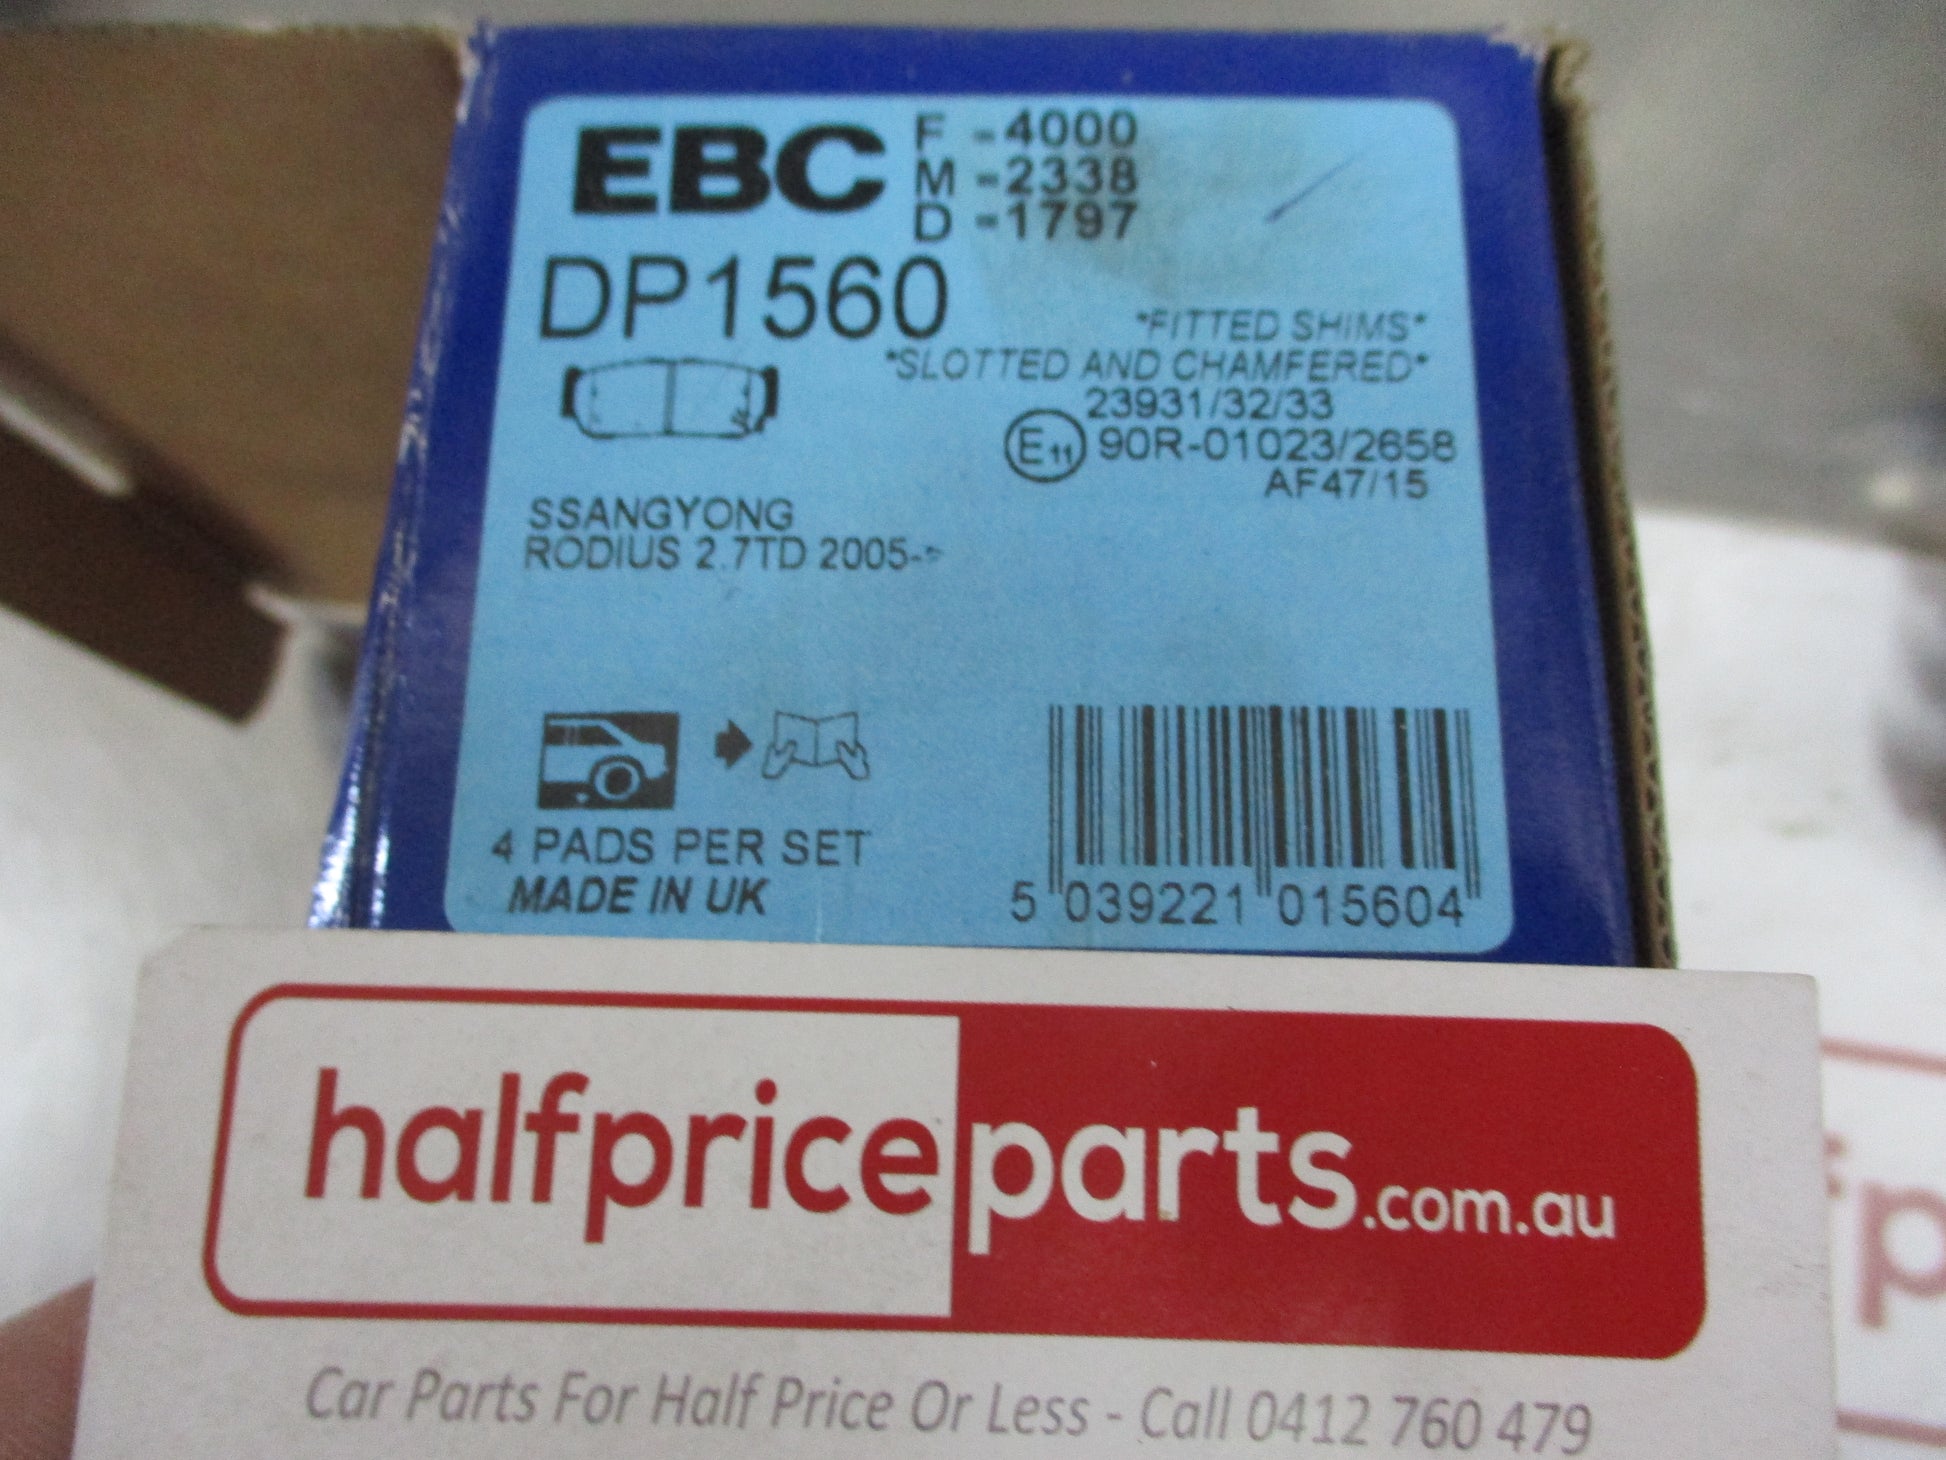 EBC
F -4000
M -2338
D -1797
DP1560
*FITTED SHIMS*
*SLOTTED AND CHAMFERED*
23931/32/33
E11 90R-01023/2658
AF47/15
SSANGYONG
RODIUS 2.7TD 2005->
4 PADS PER SET
MADE IN UK
5 039221 015604
halfpriceparts.com.au
Car Parts For Half Price Or Less - Call 0412 760 479
fp